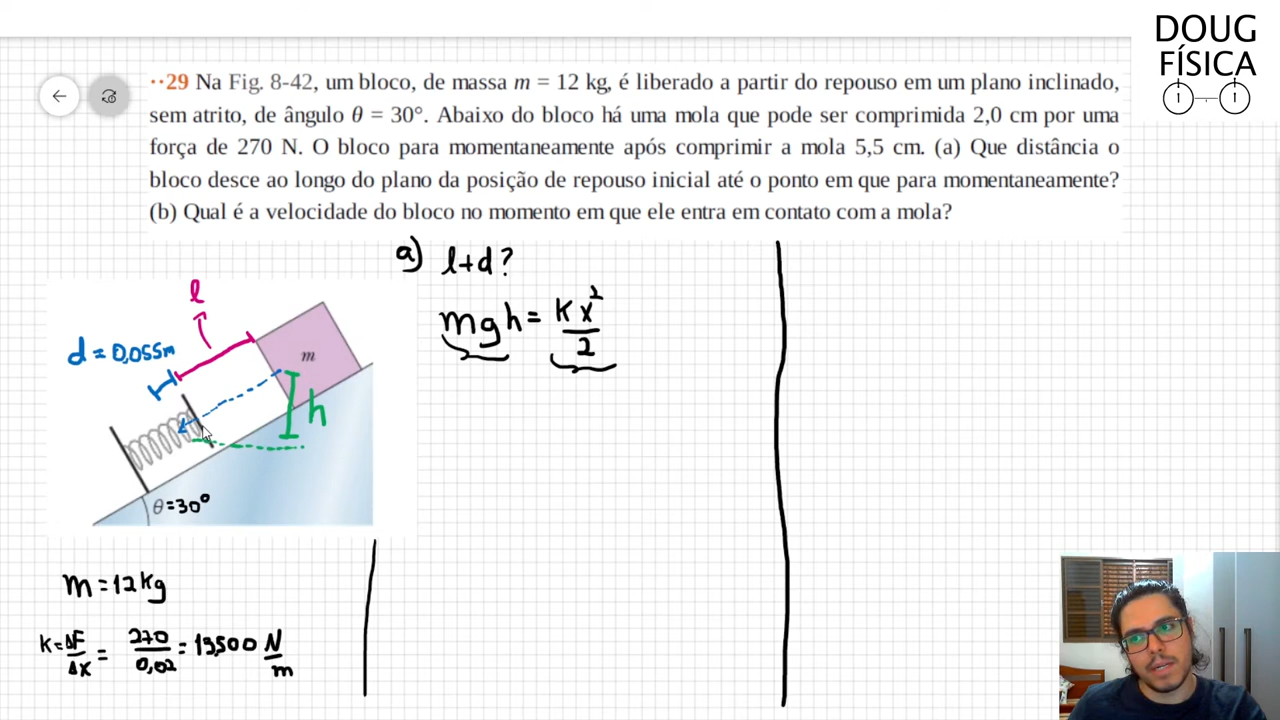 DOUG
FÍSICA
··29 Na Fig. 8-42, um bloco, de massa m = 12 kg, é liberado a partir do repouso em um plano inclinado,
sem atrito, de ângulo θ = 30°. Abaixo do bloco há uma mola que pode ser comprimida 2,0 cm por uma
força de 270 N. O bloco para momentaneamente após comprimir a mola 5,5 cm. (a) Que distância o
bloco desce ao longo do plano da posição de repouso inicial até o ponto em que para momentaneamente?
(b) Qual é a velocidade do bloco no momento em que ele entra em contato com a mola?
a) l+d?
mgh = kx²/2
l
d = 0,055m
m
h
θ=30°
m = 12kg
k = ΔF/Δx = 270/0,02 = 13500 N/m